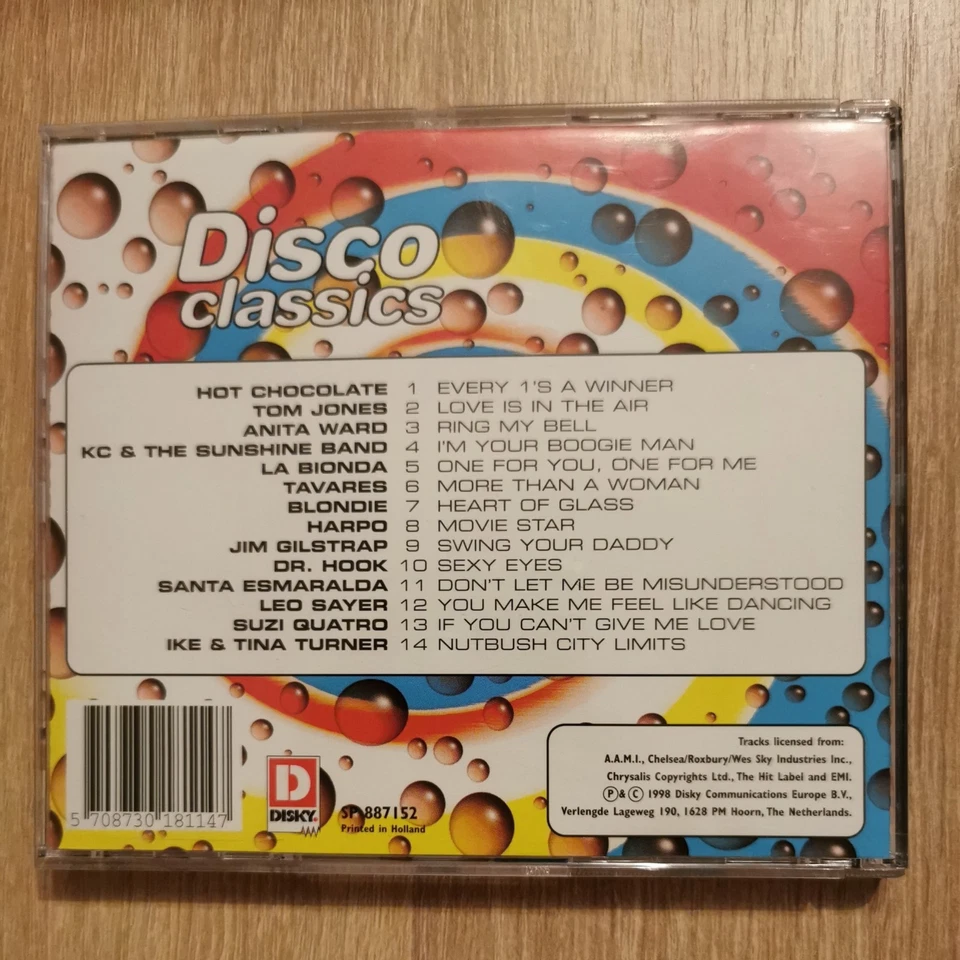 Disco
classics
HOT CHOCOLATE 1 EVERY 1'S A WINNER
TOM JONES 2 LOVE IS IN THE AIR
ANITA WARD 3 RING MY BELL
KC & THE SUNSHINE BAND 4 I'M YOUR BOOGIE MAN
LA BIONDA 5 ONE FOR YOU, ONE FOR ME
TAVARES 6 MORE THAN A WOMAN
BLONDIE 7 HEART OF GLASS
HARPO 8 MOVIE STAR
JIM GILSTRAP 9 SWING YOUR DADDY
DR. HOOK 10 SEXY EYES
SANTA ESMARALDA 11 DON'T LET ME BE MISUNDERSTOOD
LEO SAYER 12 YOU MAKE ME FEEL LIKE DANCING
SUZI QUATRO 13 IF YOU CAN'T GIVE ME LOVE
IKE & TINA TURNER 14 NUTBUSH CITY LIMITS
5 708730 181147
D
DISKY
SP 887152
Printed in Holland
Tracks licensed from:
A.A.M.I., Chelsea/Roxbury/Wes Sky Industries Inc.,
Chrysalis Copyrights Ltd., The Hit Label and EMI.
Ⓟ&Ⓒ 1998 Disky Communications Europe B.V.,
Verlengde Lageweg 190, 1628 PM Hoorn, The Netherlands.